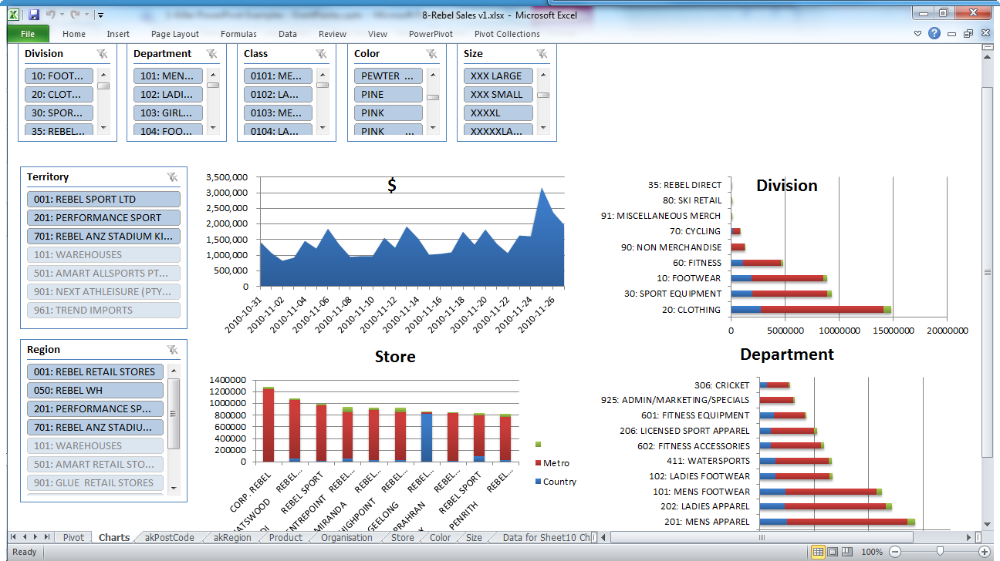 8-Rebel Sales v1.xlsx - Microsoft Excel
File Home Insert Page Layout Formulas Data Review View PowerPivot Pivot Collections
Division Department Class Color Size
10: FOOT... 101: MEN... 0101: ME... PEWTER ... XXX LARGE
20: CLOT... 102: LADI... 0102: LA... PINE XXX SMALL
30: SPOR... 103: GIRL... 0103: ME... PINK XXXXL
35: REBEL... 104: FOO... 0104: LA... PINK ... XXXXXLA...
Territory
001: REBEL SPORT LTD
201: PERFORMANCE SPORT
701: REBEL ANZ STADIUM KI...
101: WAREHOUSES
501: AMART ALLSPORTS PT...
901: NEXT ATHLEISURE (PTY...
961: TREND IMPORTS
$
3,500,000
3,000,000
2,500,000
2,000,000
1,500,000
1,000,000
500,000
0
2010-10-31 2010-11-02 2010-11-04 2010-11-06 2010-11-08 2010-11-10 2010-11-12 2010-11-14 2010-11-16 2010-11-18 2010-11-20 2010-11-22 2010-11-24 2010-11-26
Division
35: REBEL DIRECT
80: SKI RETAIL
91: MISCELLANEOUS MERCH
70: CYCLING
90: NON MERCHANDISE
60: FITNESS
10: FOOTWEAR
30: SPORT EQUIPMENT
20: CLOTHING
0 5000000 10000000 15000000 20000000
Region
001: REBEL RETAIL STORES
050: REBEL WH
201: PERFORMANCE SP...
701: REBEL ANZ STADIU...
101: WAREHOUSES
501: AMART RETAIL STO...
901: GLUE RETAIL STORES
Store
1400000
1200000
1000000
800000
600000
400000
200000
0
CORP. REBEL
REBEL...
REBEL SPORT
REBEL...
REBEL...
REBEL...
REBEL...
REBEL...
REBEL SPORT
REBEL...
MIRANDA
HIGHPOINT
GEELONG
PRAHRAN
PENRITH
Metro
Country
Department
306: CRICKET
925: ADMIN/MARKETING/SPECIALS
601: FITNESS EQUIPMENT
206: LICENSED SPORT APPAREL
602: FITNESS ACCESSORIES
411: WATERSPORTS
102: LADIES FOOTWEAR
101: MENS FOOTWEAR
202: LADIES APPAREL
201: MENS APPAREL
Pivot Charts akPostCode akRegion Product Organisation Store Color Size Data for Sheet10 Ch
Ready 100%